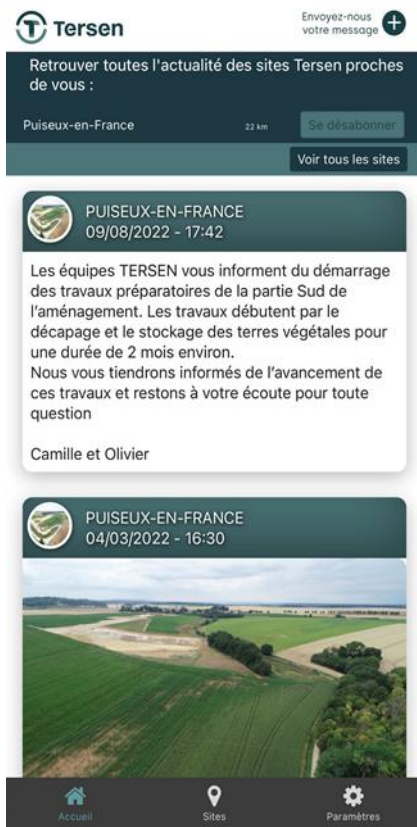 Tersen
Envoyez-nous
votre message
Retrouver toutes l'actualité des sites Tersen proches
de vous :
Puiseux-en-France
22 km
Se désabonner
Voir tous les sites
PUISEUX-EN-FRANCE
09/08/2022 - 17:42
Les équipes TERSEN vous informent du démarrage
des travaux préparatoires de la partie Sud de
l'aménagement. Les travaux débutent par le
décapage et le stockage des terres végétales pour
une durée de 2 mois environ.
Nous vous tiendrons informés de l'avancement de
ces travaux et restons à votre écoute pour toute
question
Camille et Olivier
PUISEUX-EN-FRANCE
04/03/2022 - 16:30
Accueil
Sites
Paramètres